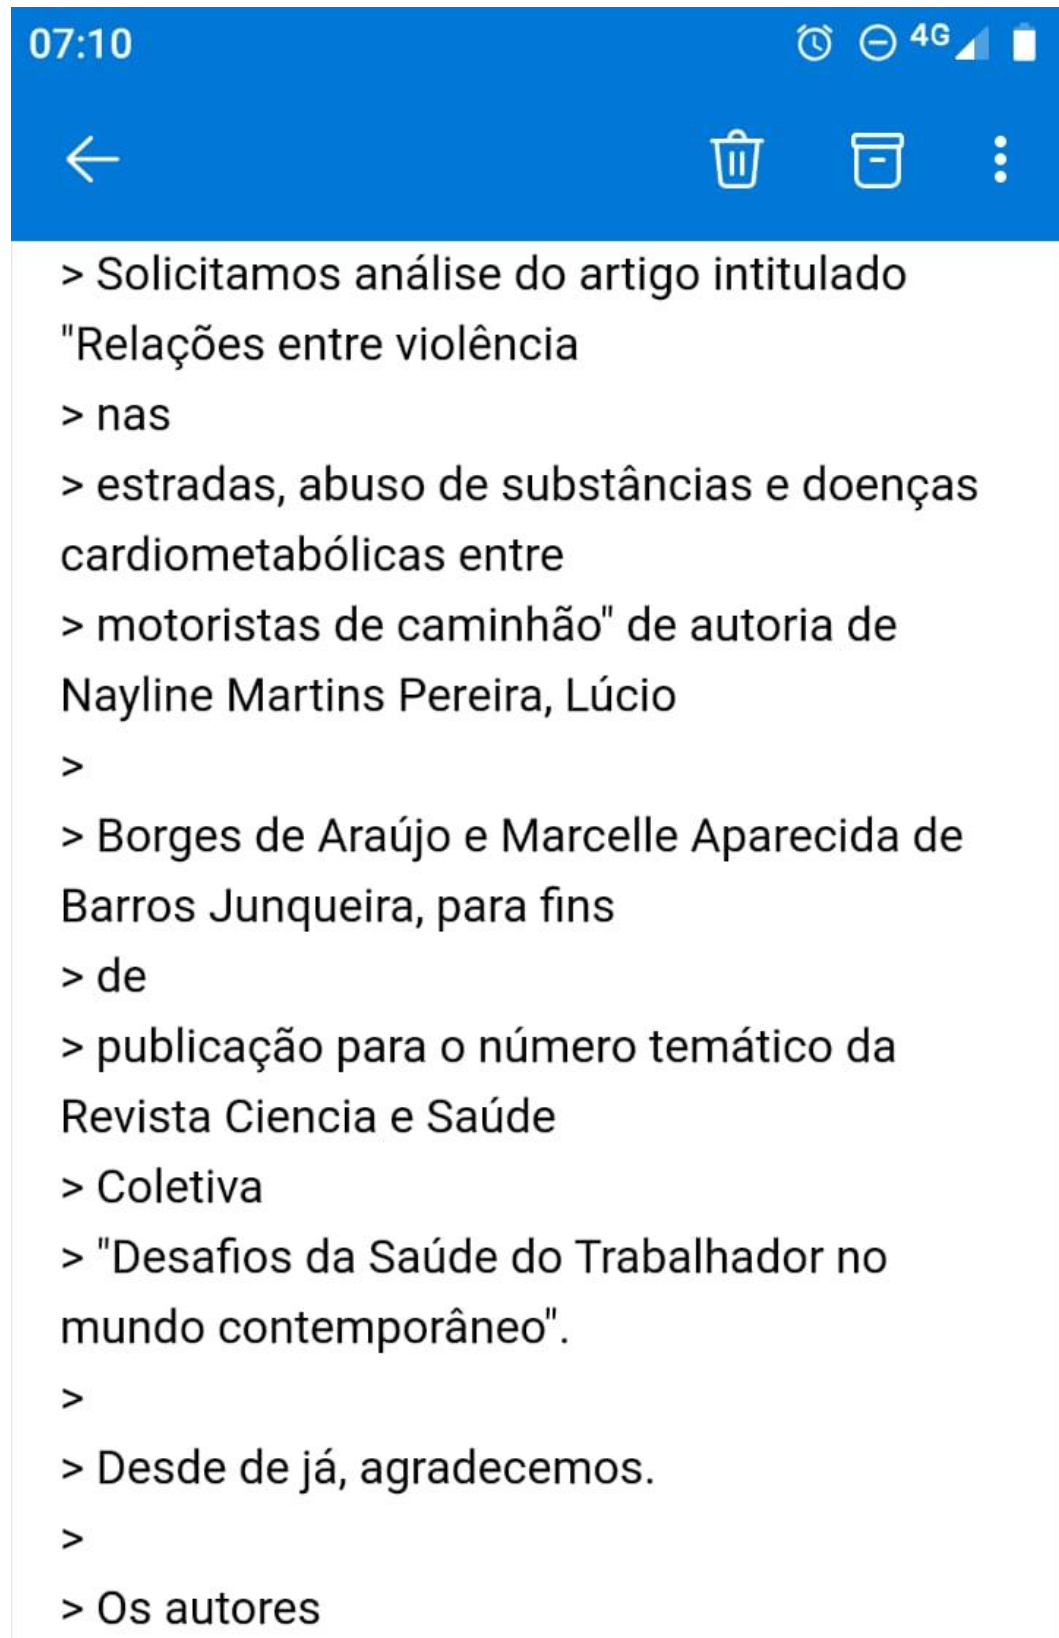 07:10
4G
> Solicitamos análise do artigo intitulado
"Relações entre violência
> nas
> estradas, abuso de substâncias e doenças
cardiometabólicas entre
> motoristas de caminhão" de autoria de
Nayline Martins Pereira, Lúcio
>
> Borges de Araújo e Marcelle Aparecida de
Barros Junqueira, para fins
> de
> publicação para o número temático da
Revista Ciencia e Saúde
> Coletiva
> "Desafios da Saúde do Trabalhador no
mundo contemporâneo".
>
> Desde de já, agradecemos.
>
> Os autores